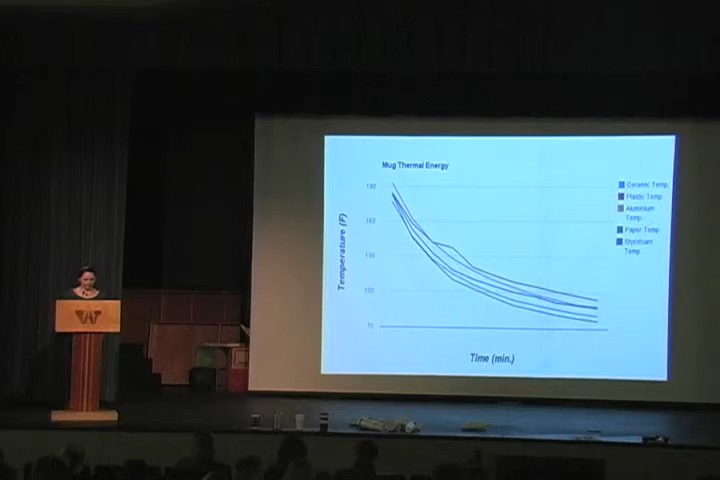 Mug Thermal Energy
Temperature (F)
190
160
130
100
70
Time (min.)
Ceramic Temp.
Plastic Temp.
Aluminium
Temp.
Paper Temp.
Styrofoam
Temp.
W